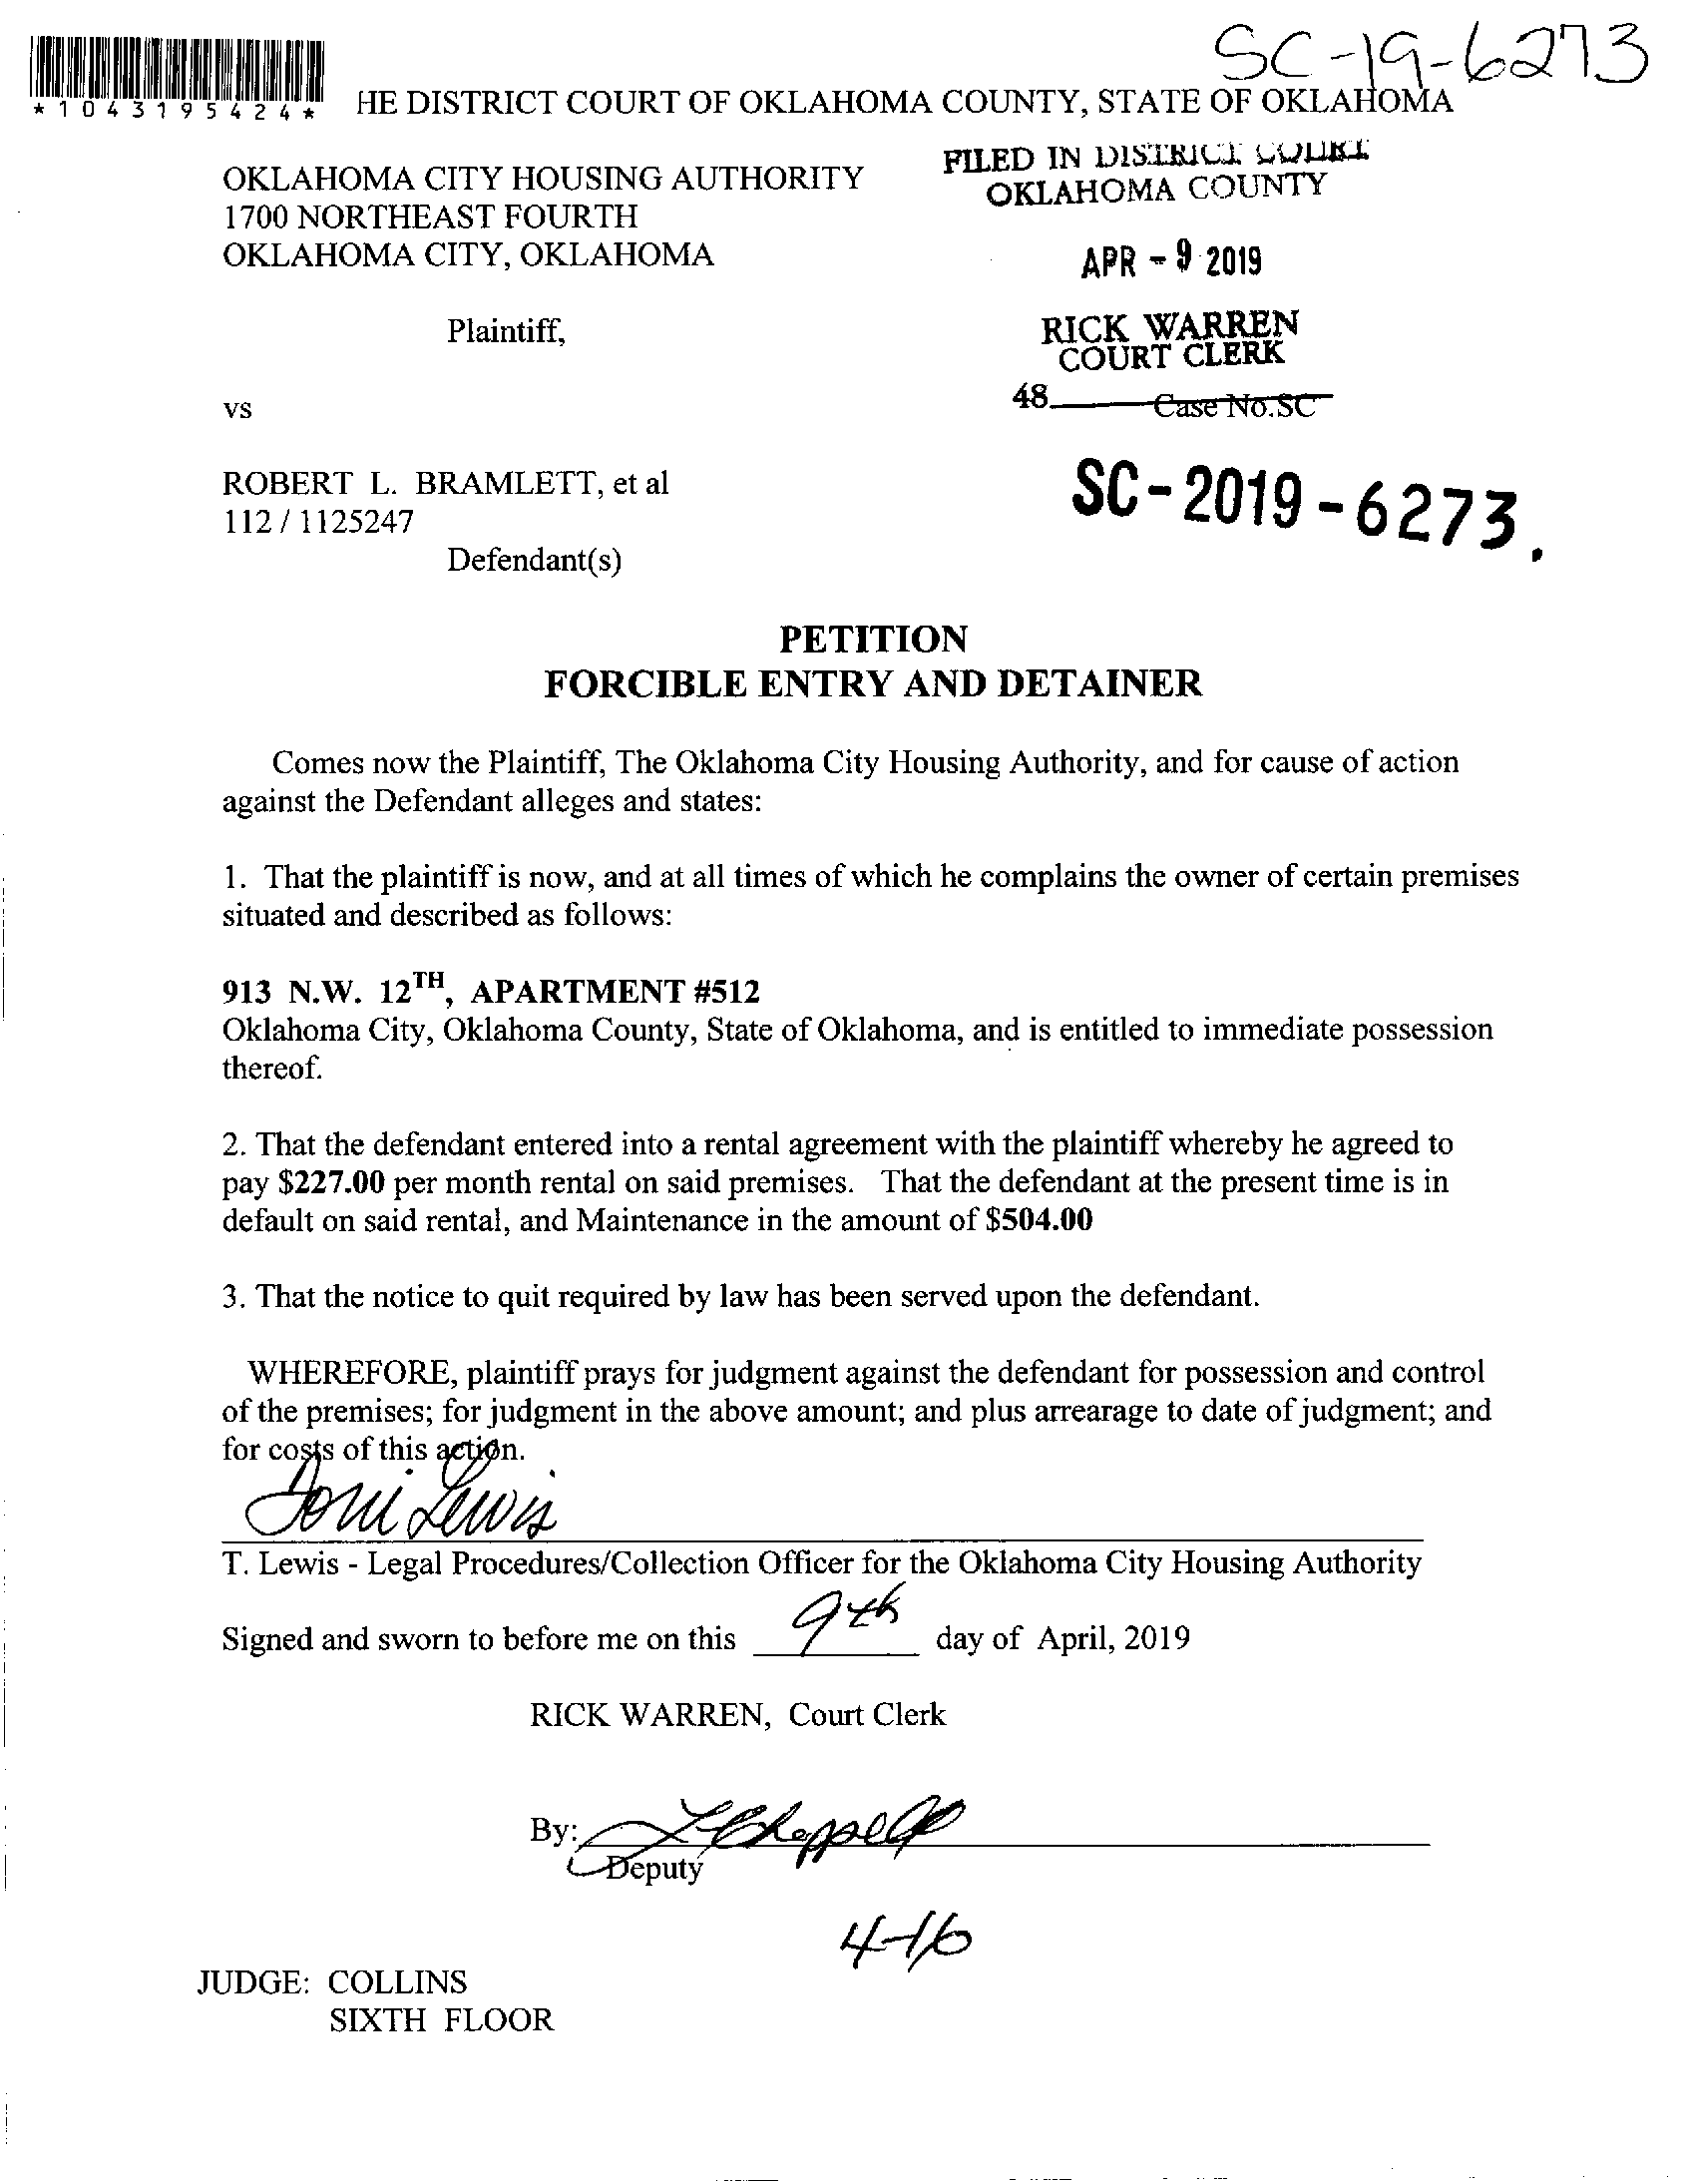 SC-19-6273
*1043195424*
HE DISTRICT COURT OF OKLAHOMA COUNTY, STATE OF OKLAHOMA
FILED IN DISTRICT COURT
OKLAHOMA COUNTY
OKLAHOMA CITY HOUSING AUTHORITY
1700 NORTHEAST FOURTH
OKLAHOMA CITY, OKLAHOMA
APR - 9 2019
Plaintiff,
RICK WARREN
COURT CLERK
vs
48
Case No.SC
ROBERT L. BRAMLETT, et al
112 / 1125247
SC-2019-6273.
Defendant(s)
PETITION
FORCIBLE ENTRY AND DETAINER
Comes now the Plaintiff, The Oklahoma City Housing Authority, and for cause of action
against the Defendant alleges and states:
1. That the plaintiff is now, and at all times of which he complains the owner of certain premises
situated and described as follows:
913 N.W. 12TH, APARTMENT #512
Oklahoma City, Oklahoma County, State of Oklahoma, and is entitled to immediate possession
thereof.
2. That the defendant entered into a rental agreement with the plaintiff whereby he agreed to
pay $227.00 per month rental on said premises. That the defendant at the present time is in
default on said rental, and Maintenance in the amount of $504.00
3. That the notice to quit required by law has been served upon the defendant.
WHEREFORE, plaintiff prays for judgment against the defendant for possession and control
of the premises; for judgment in the above amount; and plus arrearage to date of judgment; and
for costs of this action.
Toni Lewis
T. Lewis - Legal Procedures/Collection Officer for the Oklahoma City Housing Authority
Signed and sworn to before me on this 9th day of April, 2019
RICK WARREN, Court Clerk
By:
Deputy
4-16
JUDGE: COLLINS
SIXTH FLOOR